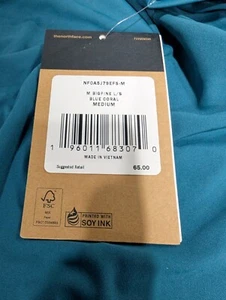 thenorthface.com
NF0A5J79EFS-M
M BIGPINE L/S
BLUE CORAL
MEDIUM
1 96011 68307 0
MADE IN VIETNAM
Suggested Retail 65.00
FSC
PRINTED WITH
SOY INK